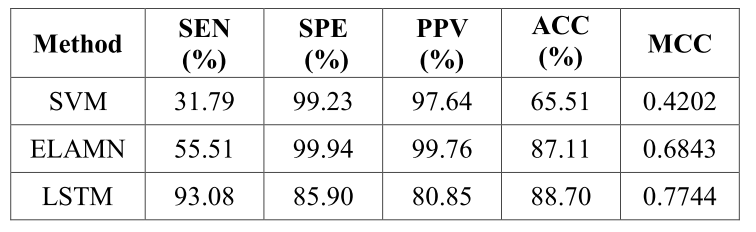 Method SEN (%) SPE (%) PPV (%) ACC (%) MCC
SVM 31.79 99.23 97.64 65.51 0.4202
ELAMN 55.51 99.94 99.76 87.11 0.6843
LSTM 93.08 85.90 80.85 88.70 0.7744